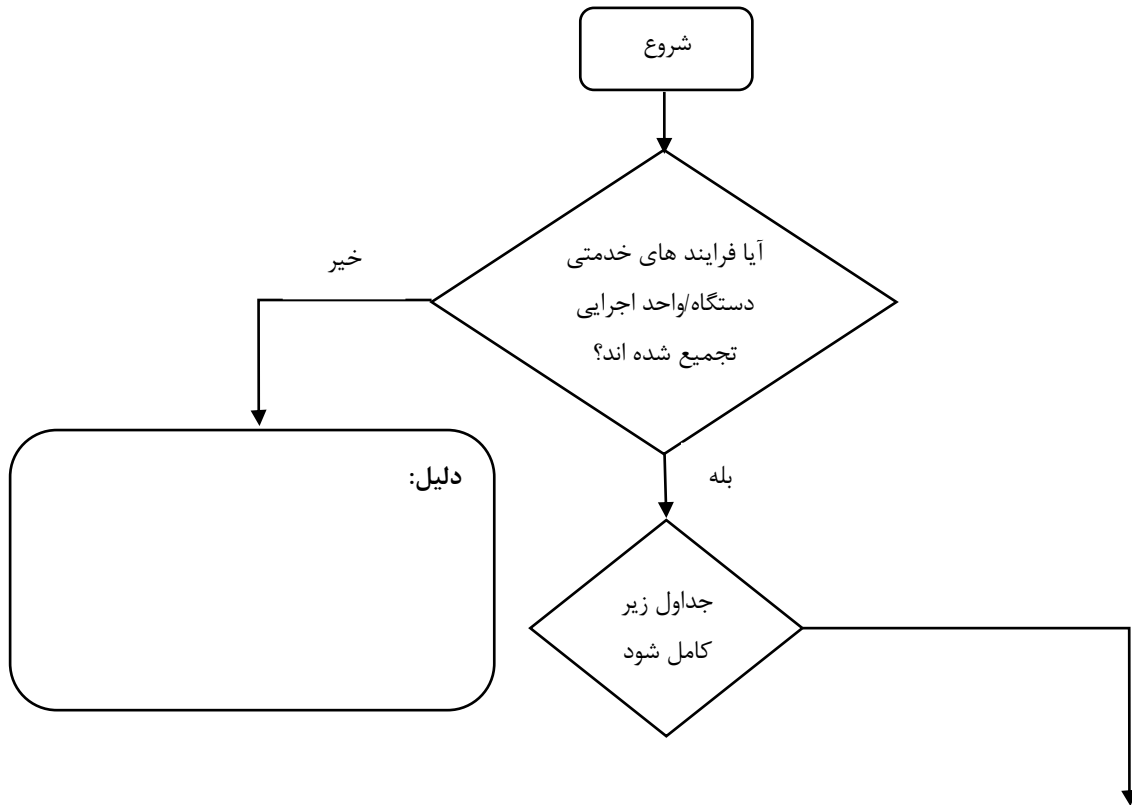 شروع
آیا فرایند های خدمتی
دستگاه/واحد اجرایی
تجمیع شده اند؟
خیر
بله
دلیل:
جداول زیر
کامل شود